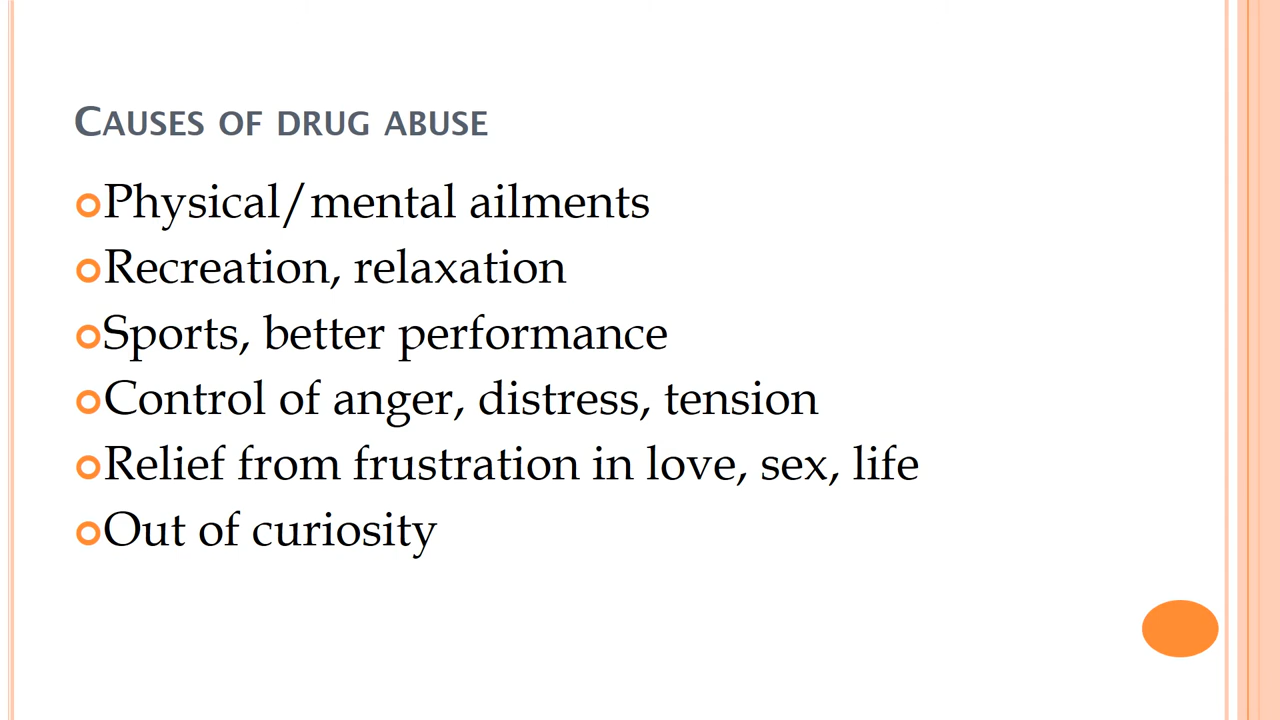 Causes of drug abuse
Physical/mental ailments
Recreation, relaxation
Sports, better performance
Control of anger, distress, tension
Relief from frustration in love, sex, life
Out of curiosity